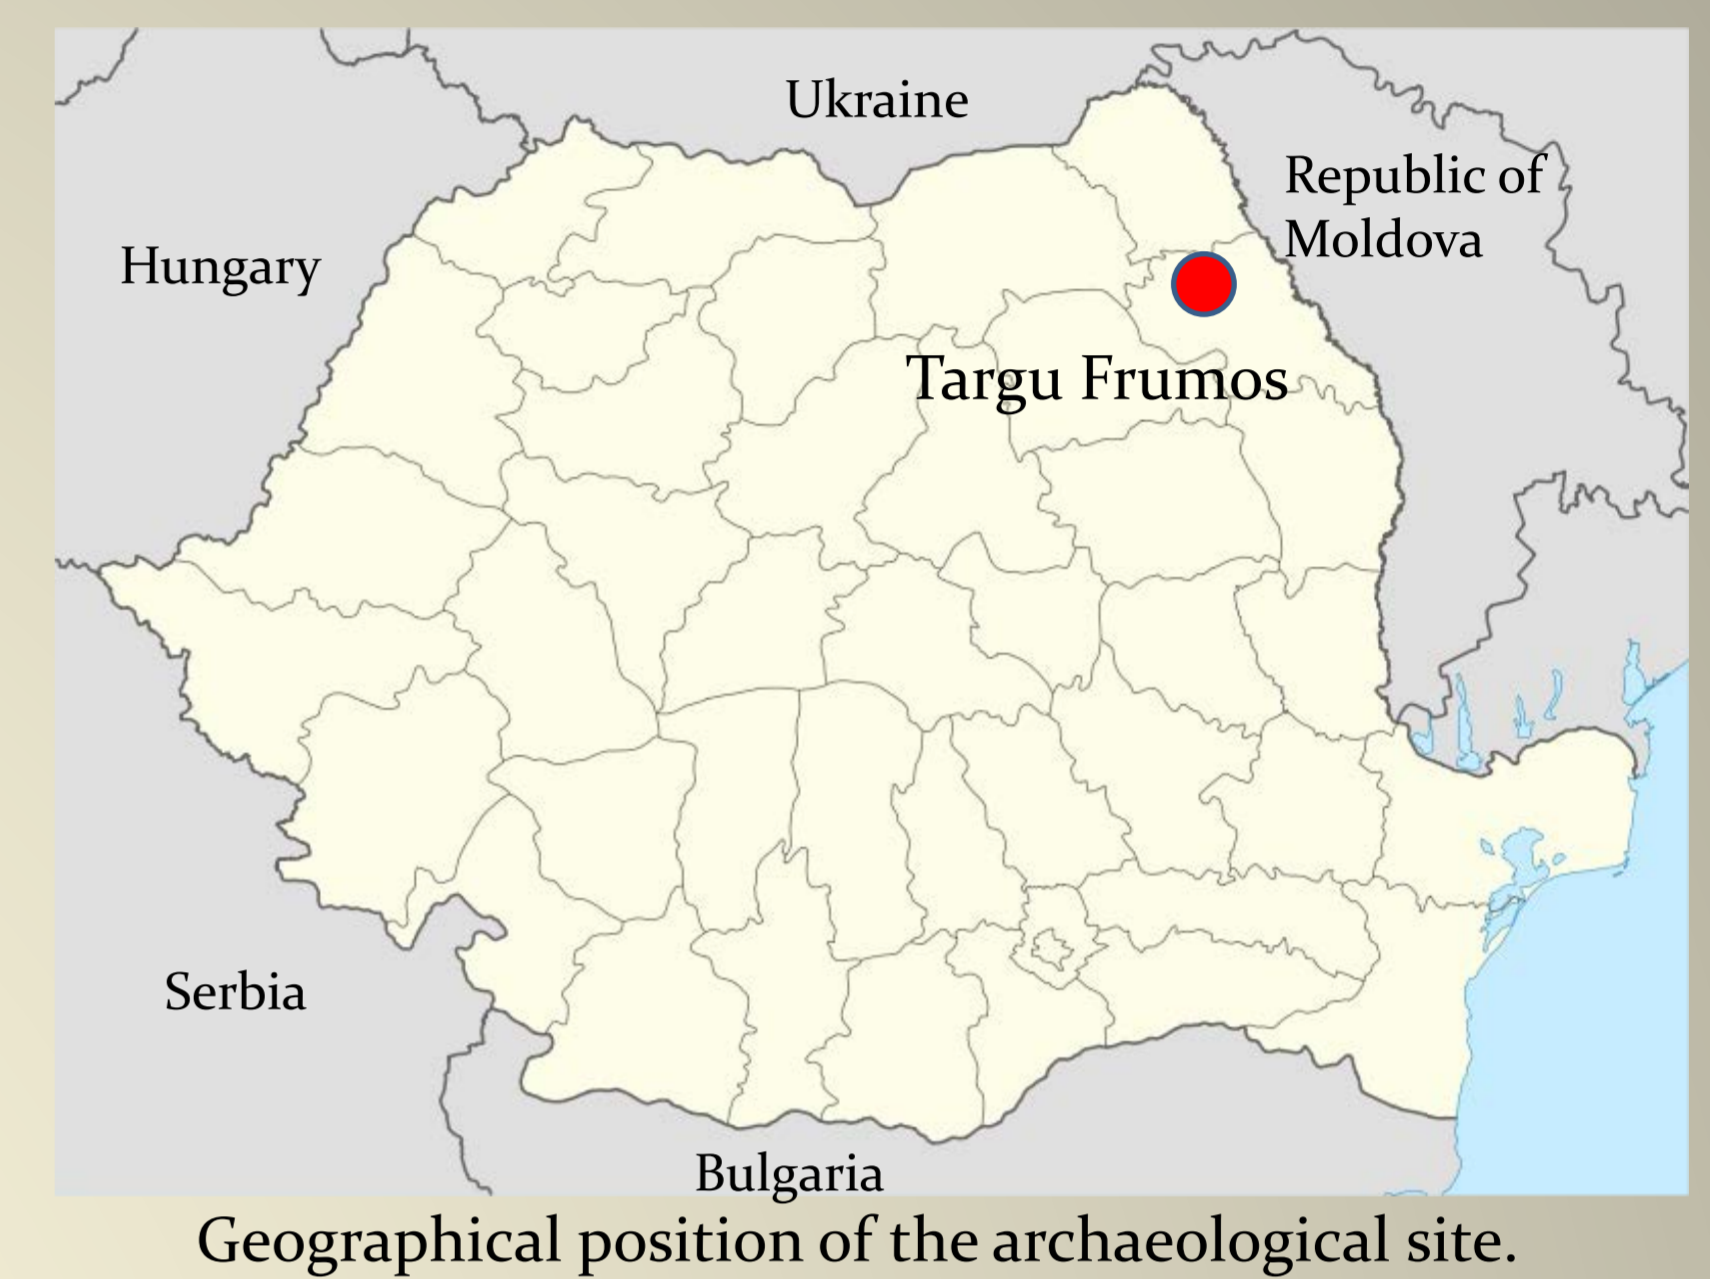 Ukraine
Republic of
Moldova
Hungary
Targu Frumos
Serbia
Bulgaria
Geographical position of the archaeological site.